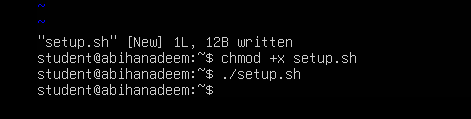 ~
~
"setup.sh" [New] 1L, 12B written
student@abihanadeem:~$ chmod +x setup.sh
student@abihanadeem:~$ ./setup.sh
student@abihanadeem:~$